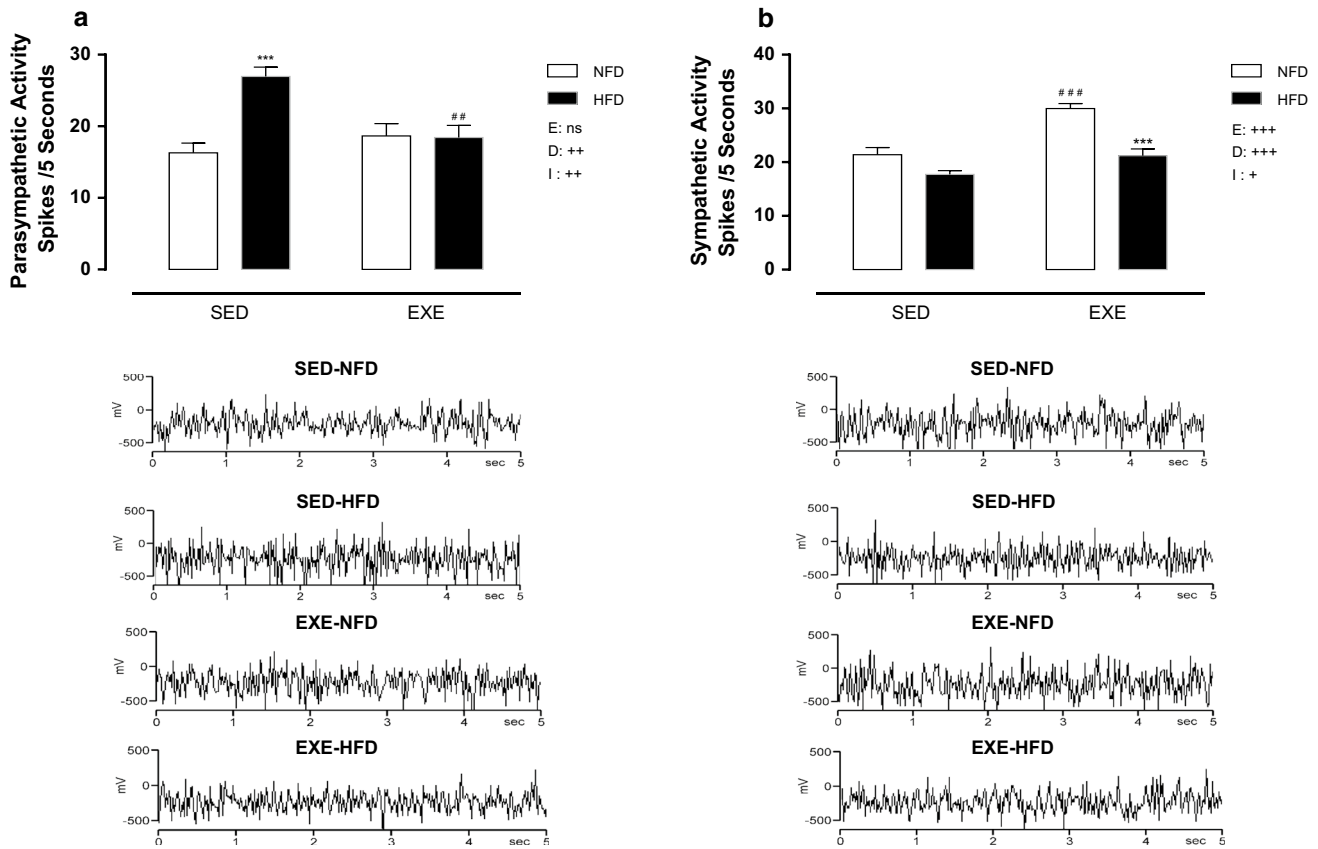 a
Parasympathetic Activity
Spikes /5 Seconds
30
20
10
0
***
##
SED
EXE
NFD
HFD
E: ns
D: ++
I : ++
b
Sympathetic Activity
Spikes /5 Seconds
40
30
20
10
0
###
***
SED
EXE
NFD
HFD
E: +++
D: +++
I : +
SED-NFD
mV
500
0
-500
0 1 2 3 4 sec 5
SED-HFD
mV
500
0
-500
0 1 2 3 4 sec 5
EXE-NFD
mV
500
0
-500
0 1 2 3 4 sec 5
EXE-HFD
mV
500
0
-500
0 1 2 3 4 sec 5
SED-NFD
mV
500
0
-500
0 1 2 3 4 sec 5
SED-HFD
mV
500
0
-500
0 1 2 3 4 sec 5
EXE-NFD
mV
500
0
-500
0 1 2 3 4 sec 5
EXE-HFD
mV
500
0
-500
0 1 2 3 4 sec 5